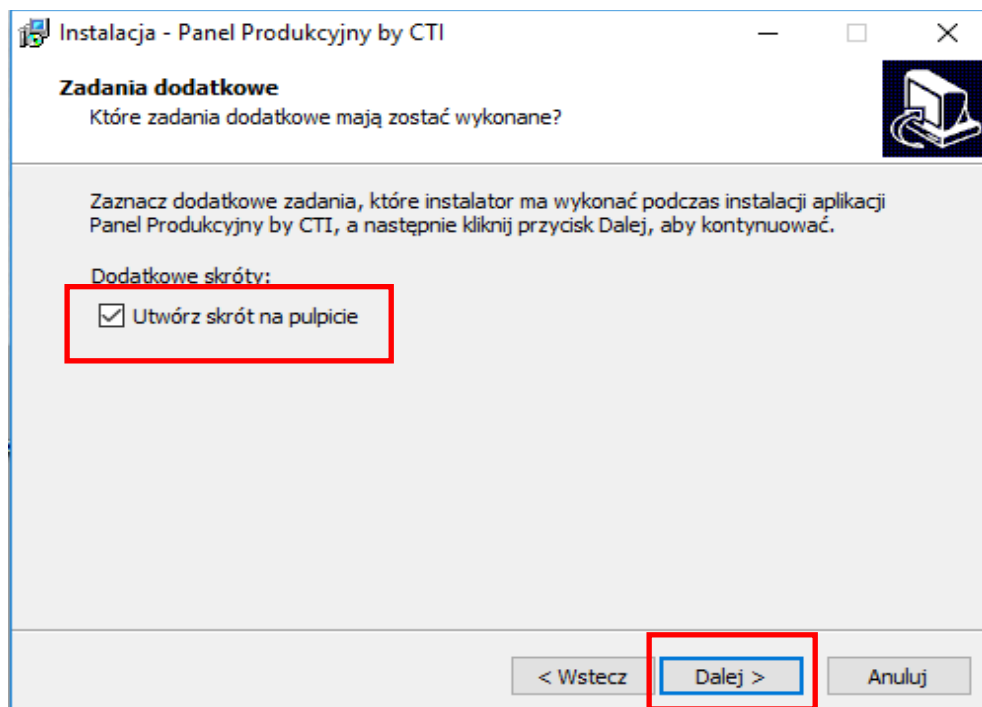 Instalacja - Panel Produkcyjny by CTI
Zadania dodatkowe
Które zadania dodatkowe mają zostać wykonane?
Zaznacz dodatkowe zadania, które instalator ma wykonać podczas instalacji aplikacji
Panel Produkcyjny by CTI, a następnie kliknij przycisk Dalej, aby kontynuować.
Dodatkowe skróty:
Utwórz skrót na pulpicie
< Wstecz
Dalej >
Anuluj